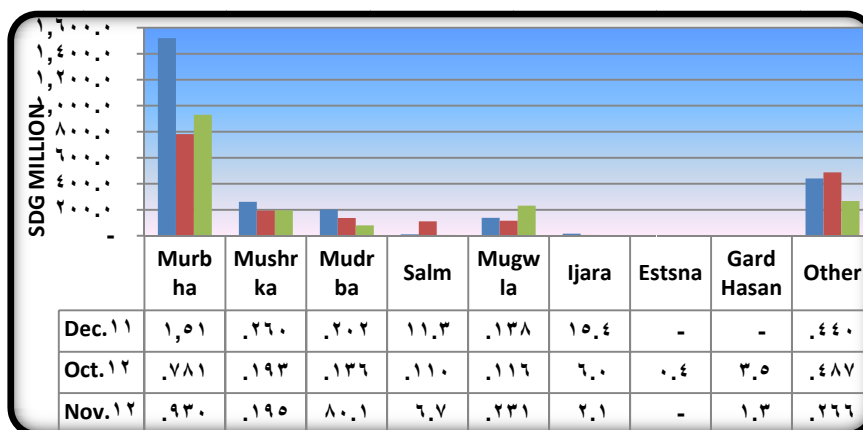 SDG MILLION
١,٦٠٠.٠
١,٤٠٠.٠
١,٢٠٠.٠
١,٠٠٠.٠
٨٠٠.٠
٦٠٠.٠
٤٠٠.٠
٢٠٠.٠
-
Murb Mushr Mudr Salm Mugw Ijara Estsna Gard Other
ha ka ba la Hasan
Dec.١١ ١,٥١ .٢٦٠ .٢٠٢ ١١.٣ .١٣٨ ١٥.٤ - - .٤٤٠
Oct.١٢ .٧٨١ .١٩٣ .١٣٦ .١١٠ .١١٦ ٦.٠ ٠.٤ ٣.٥ .٤٨٧
Nov.١٢ .٩٣٠ .١٩٥ ٨٠.١ ٦.٧ .٢٣١ ٢.١ - ١.٣ .٢٦٦